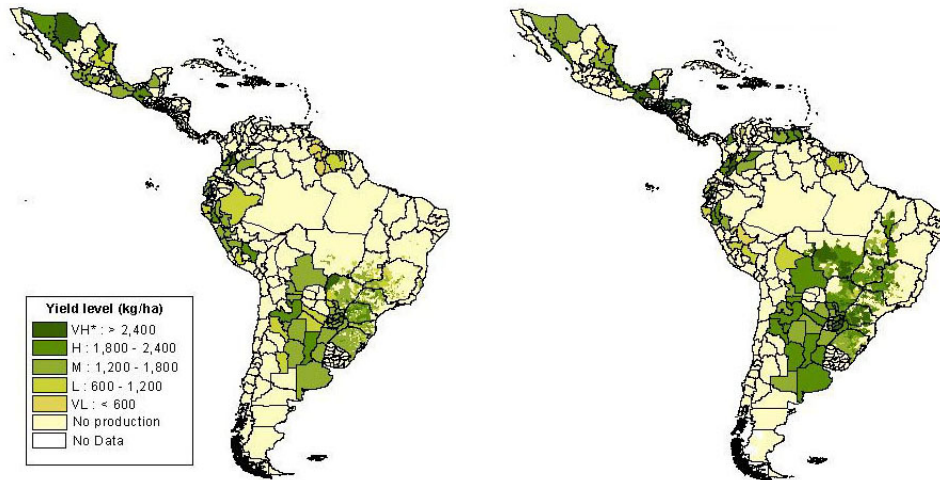 Yield level (kg/ha)
VH* : > 2,400
H : 1,800 - 2,400
M : 1,200 - 1,800
L : 600 - 1,200
VL : < 600
No production
No Data